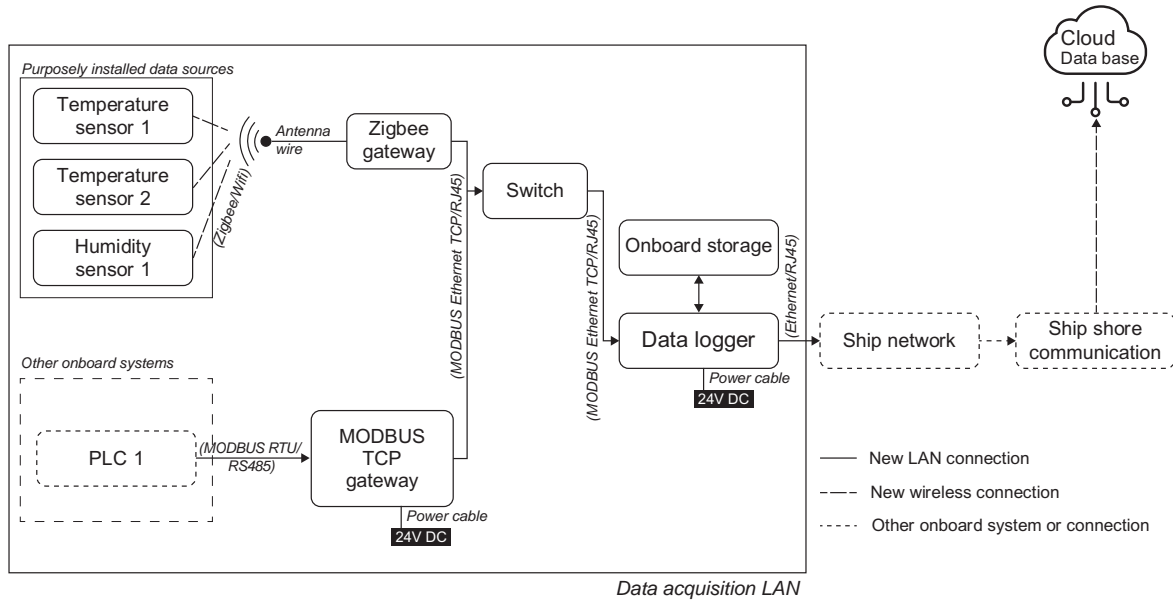 Cloud
Data base
Purposely installed data sources
Temperature
sensor 1
Temperature
sensor 2
Humidity
sensor 1
(Zigbee/Wifi)
Antenna
wire
Zigbee
gateway
(MODBUS Ethernet TCP/RJ45)
Switch
(MODBUS Ethernet TCP/RJ45)
Onboard storage
Data logger
Power cable
24V DC
(Ethernet/RJ45)
Ship network
Ship shore
communication
Other onboard systems
PLC 1
(MODBUS RTU/
RS485)
MODBUS
TCP
gateway
Power cable
24V DC
New LAN connection
New wireless connection
Other onboard system or connection
Data acquisition LAN